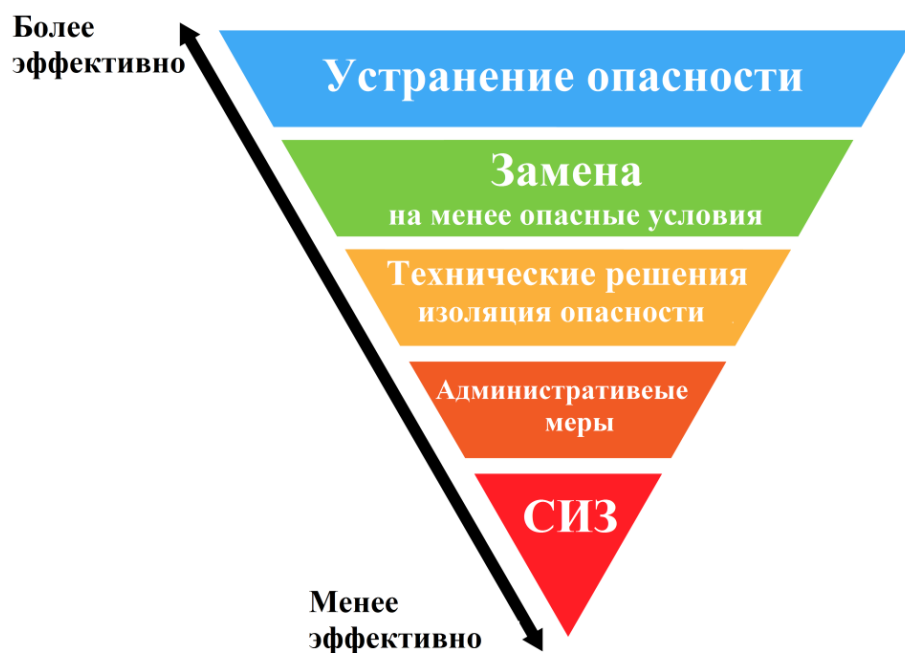 Более
эффективно
Устранение опасности
Замена
на менее опасные условия
Технические решения
изоляция опасности
Административеые
меры
СИЗ
Менее
эффективно